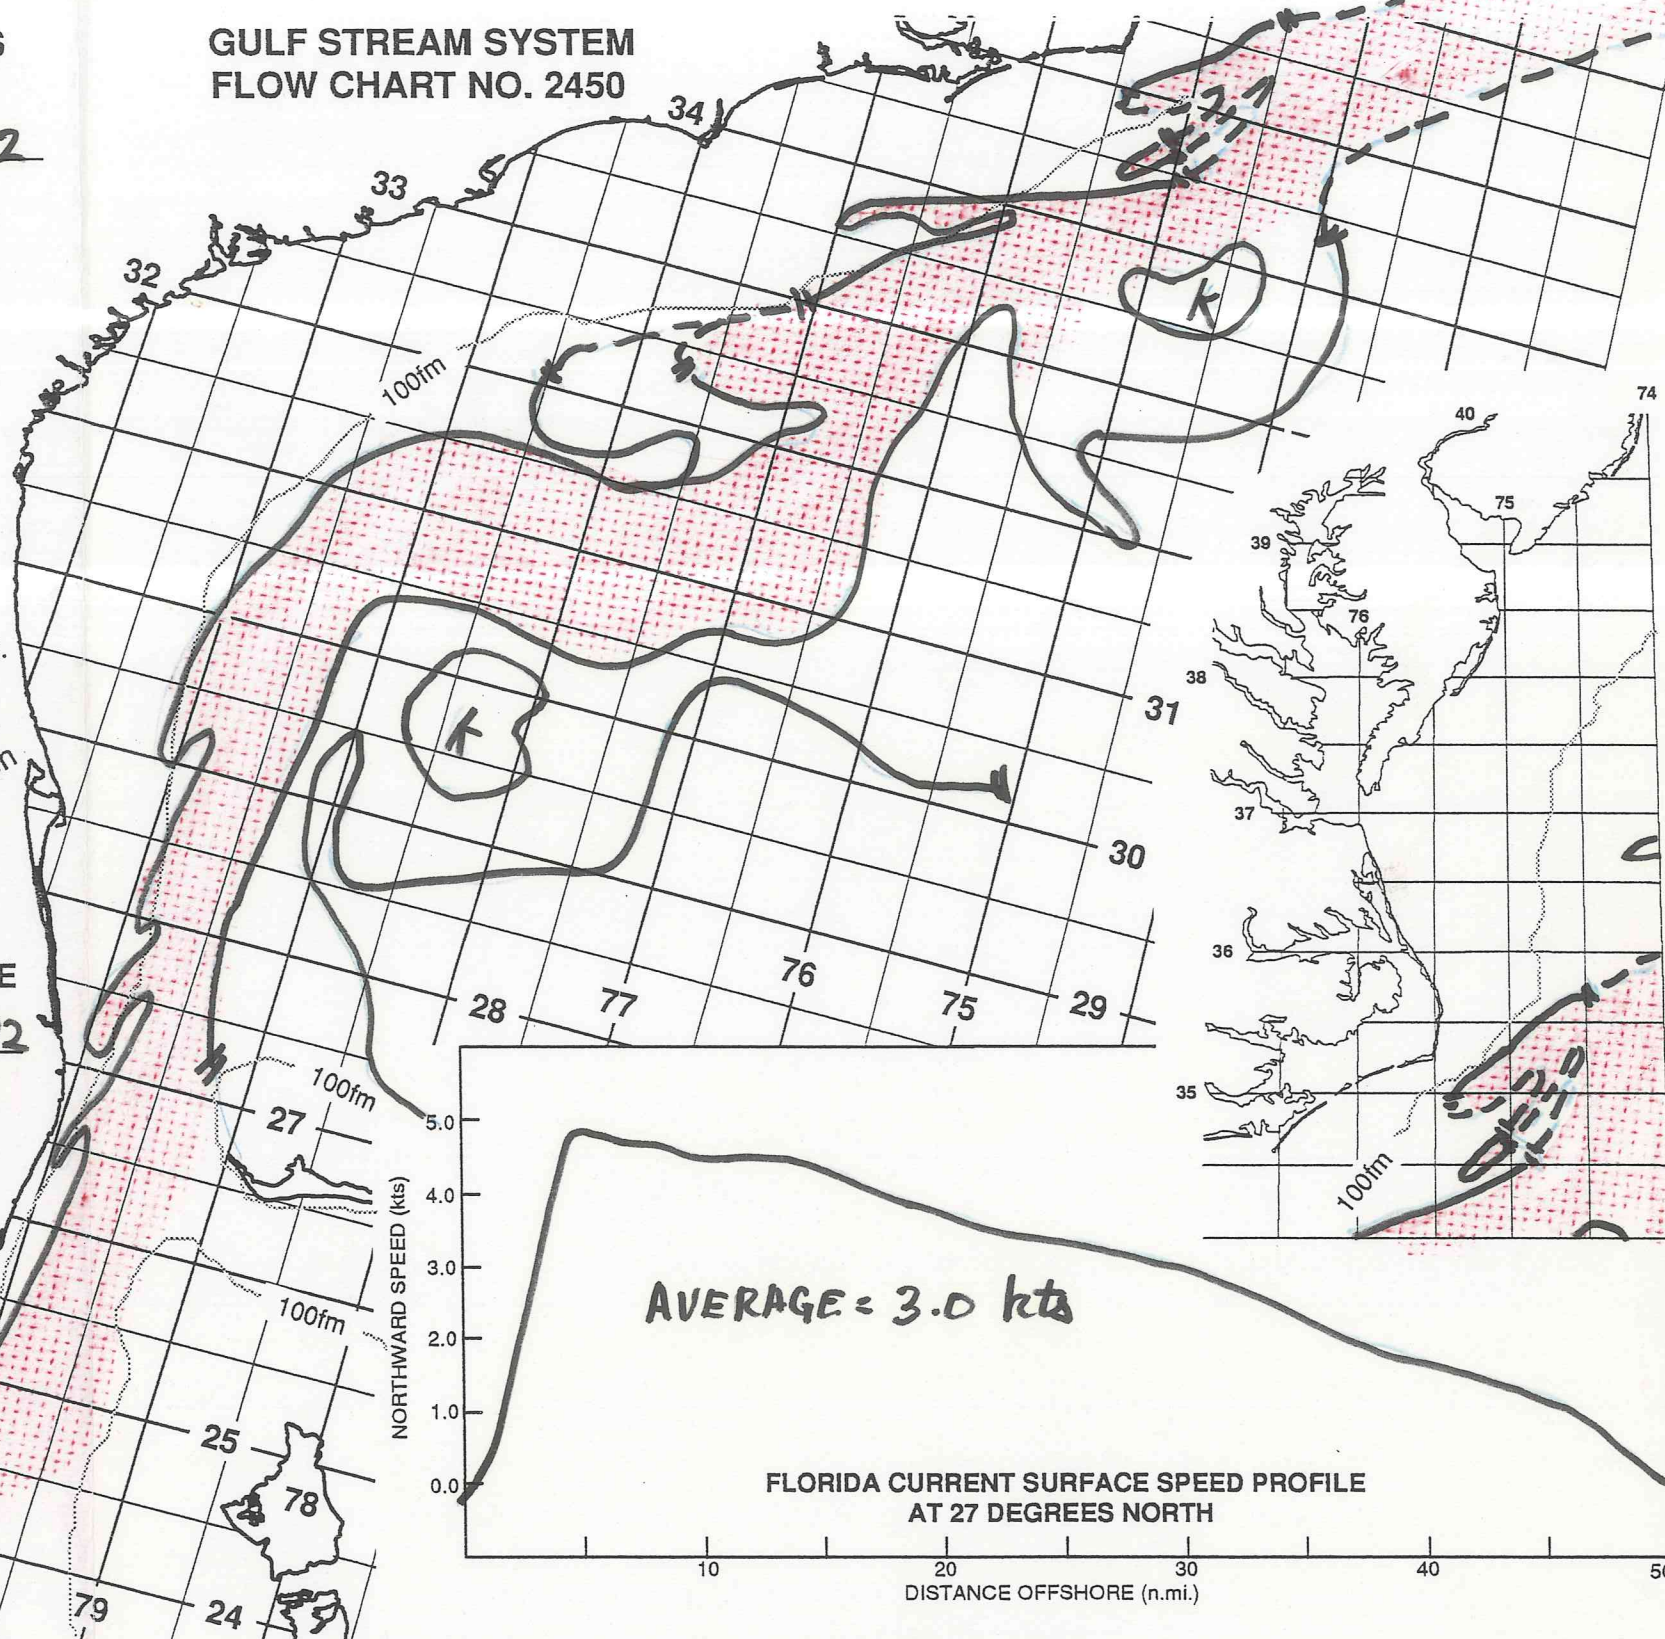 GULF STREAM SYSTEM
FLOW CHART NO. 2450
34
33
32
100fm
K
K
31
30
29
28
77
76
75
27
100fm
100fm
25
78
79
24
74
40
75
39
76
38
37
36
35
100fm
E
NORTHWARD SPEED (kts)
5.0
4.0
3.0
2.0
1.0
0.0
AVERAGE = 3.0 kts
FLORIDA CURRENT SURFACE SPEED PROFILE
AT 27 DEGREES NORTH
10
20
30
40
DISTANCE OFFSHORE (n.mi.)